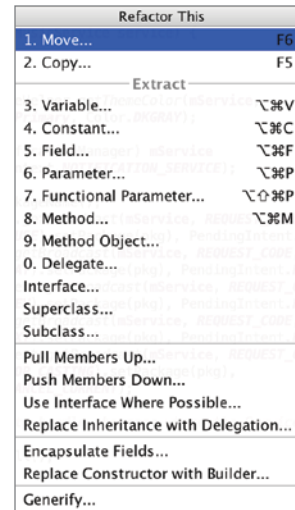 Refactor This
1. Move... F6
2. Copy... F5
Extract
3. Variable... ⌥⌘V
4. Constant... ⌥⌘C
5. Field... ⌥⌘F
6. Parameter... ⌥⌘P
7. Functional Parameter... ⌥⇧⌘P
8. Method... ⌥⌘M
9. Method Object...
0. Delegate...
Interface...
Superclass...
Subclass...
Pull Members Up...
Push Members Down...
Use Interface Where Possible...
Replace Inheritance with Delegation...
Encapsulate Fields...
Replace Constructor with Builder...
Generify...